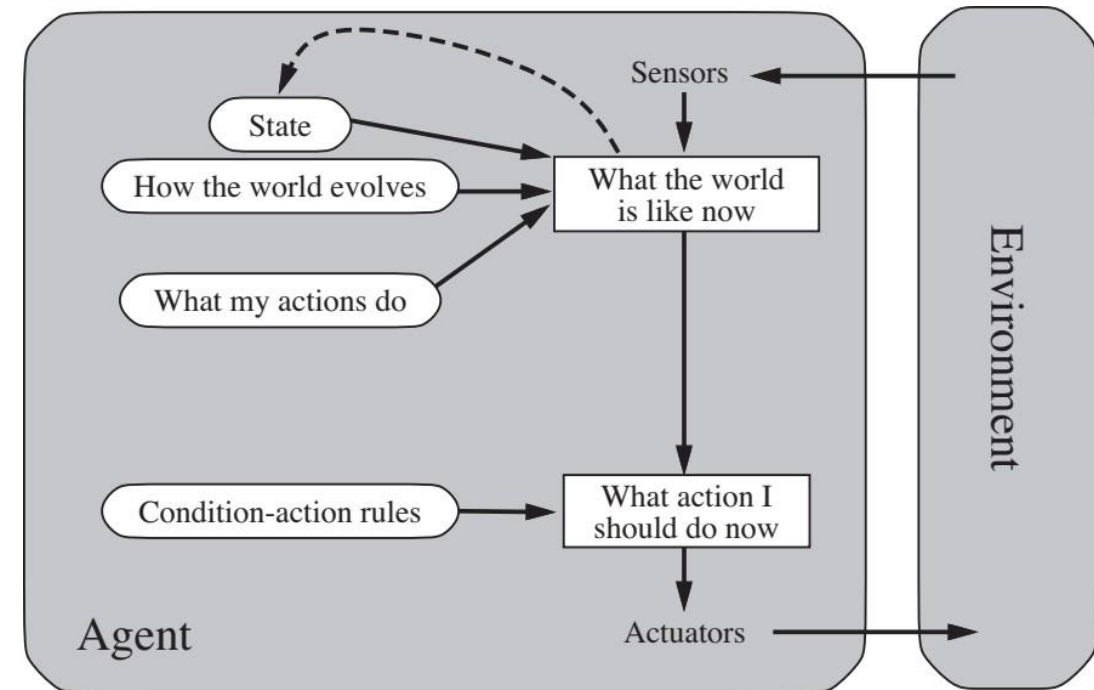 Sensors
State
How the world evolves
What the world
is like now
What my actions do
Condition-action rules
What action I
should do now
Agent
Actuators
Environment